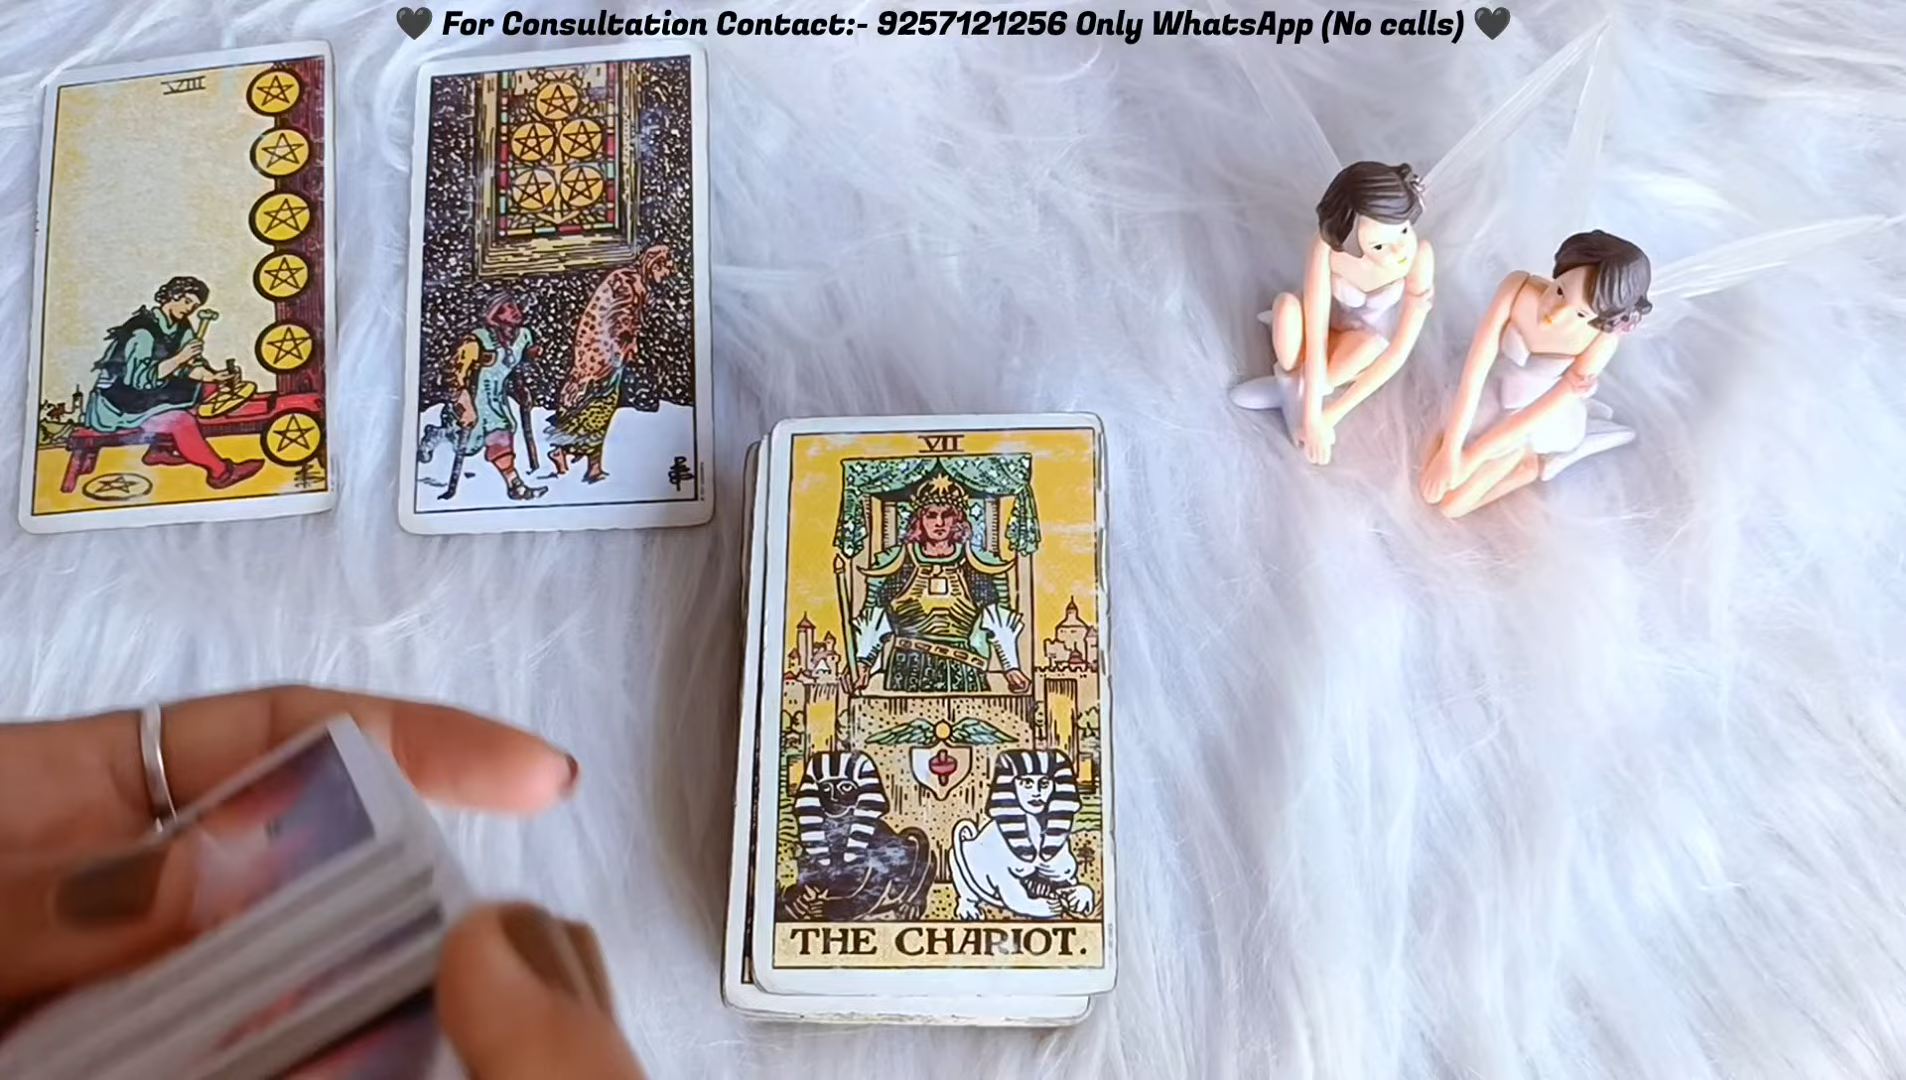 🖤 For Consultation Contact:- 9257121256 Only WhatsApp (No calls) 🖤
VIII
VII
THE CHARIOT.